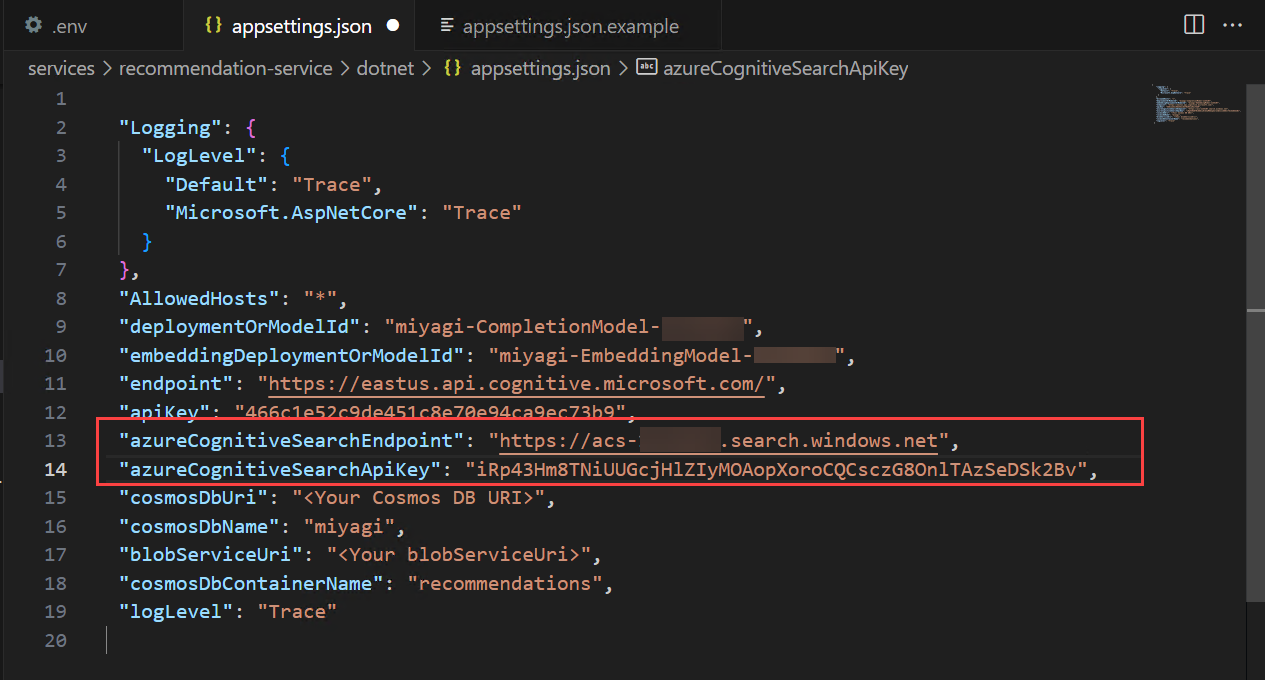 .env
appsettings.json
appsettings.json.example
services > recommendation-service > dotnet > {} appsettings.json > abc azureCognitiveSearchApiKey
1
2 "Logging": {
3 "LogLevel": {
4 "Default": "Trace",
5 "Microsoft.AspNetCore": "Trace"
6 }
7 },
8 "AllowedHosts": "*",
9 "deploymentOrModelId": "miyagi-CompletionModel- ",
10 "embeddingDeploymentOrModelId": "miyagi-EmbeddingModel- ",
11 "endpoint": "https://eastus.api.cognitive.microsoft.com/",
12 "apiKey": "466c1e52c9de451c8e70e94ca9ec73b9",
13 "azureCognitiveSearchEndpoint": "https://acs- .search.windows.net",
14 "azureCognitiveSearchApiKey": "iRp43Hm8TNiUUGcjHlZIyMOAopXoroCQCsczG8OnlTAzSeDSk2Bv",
15 "cosmosDbUri": "<Your Cosmos DB URI>",
16 "cosmosDbName": "miyagi",
17 "blobServiceUri": "<Your blobServiceUri>",
18 "cosmosDbContainerName": "recommendations",
19 "logLevel": "Trace"
20